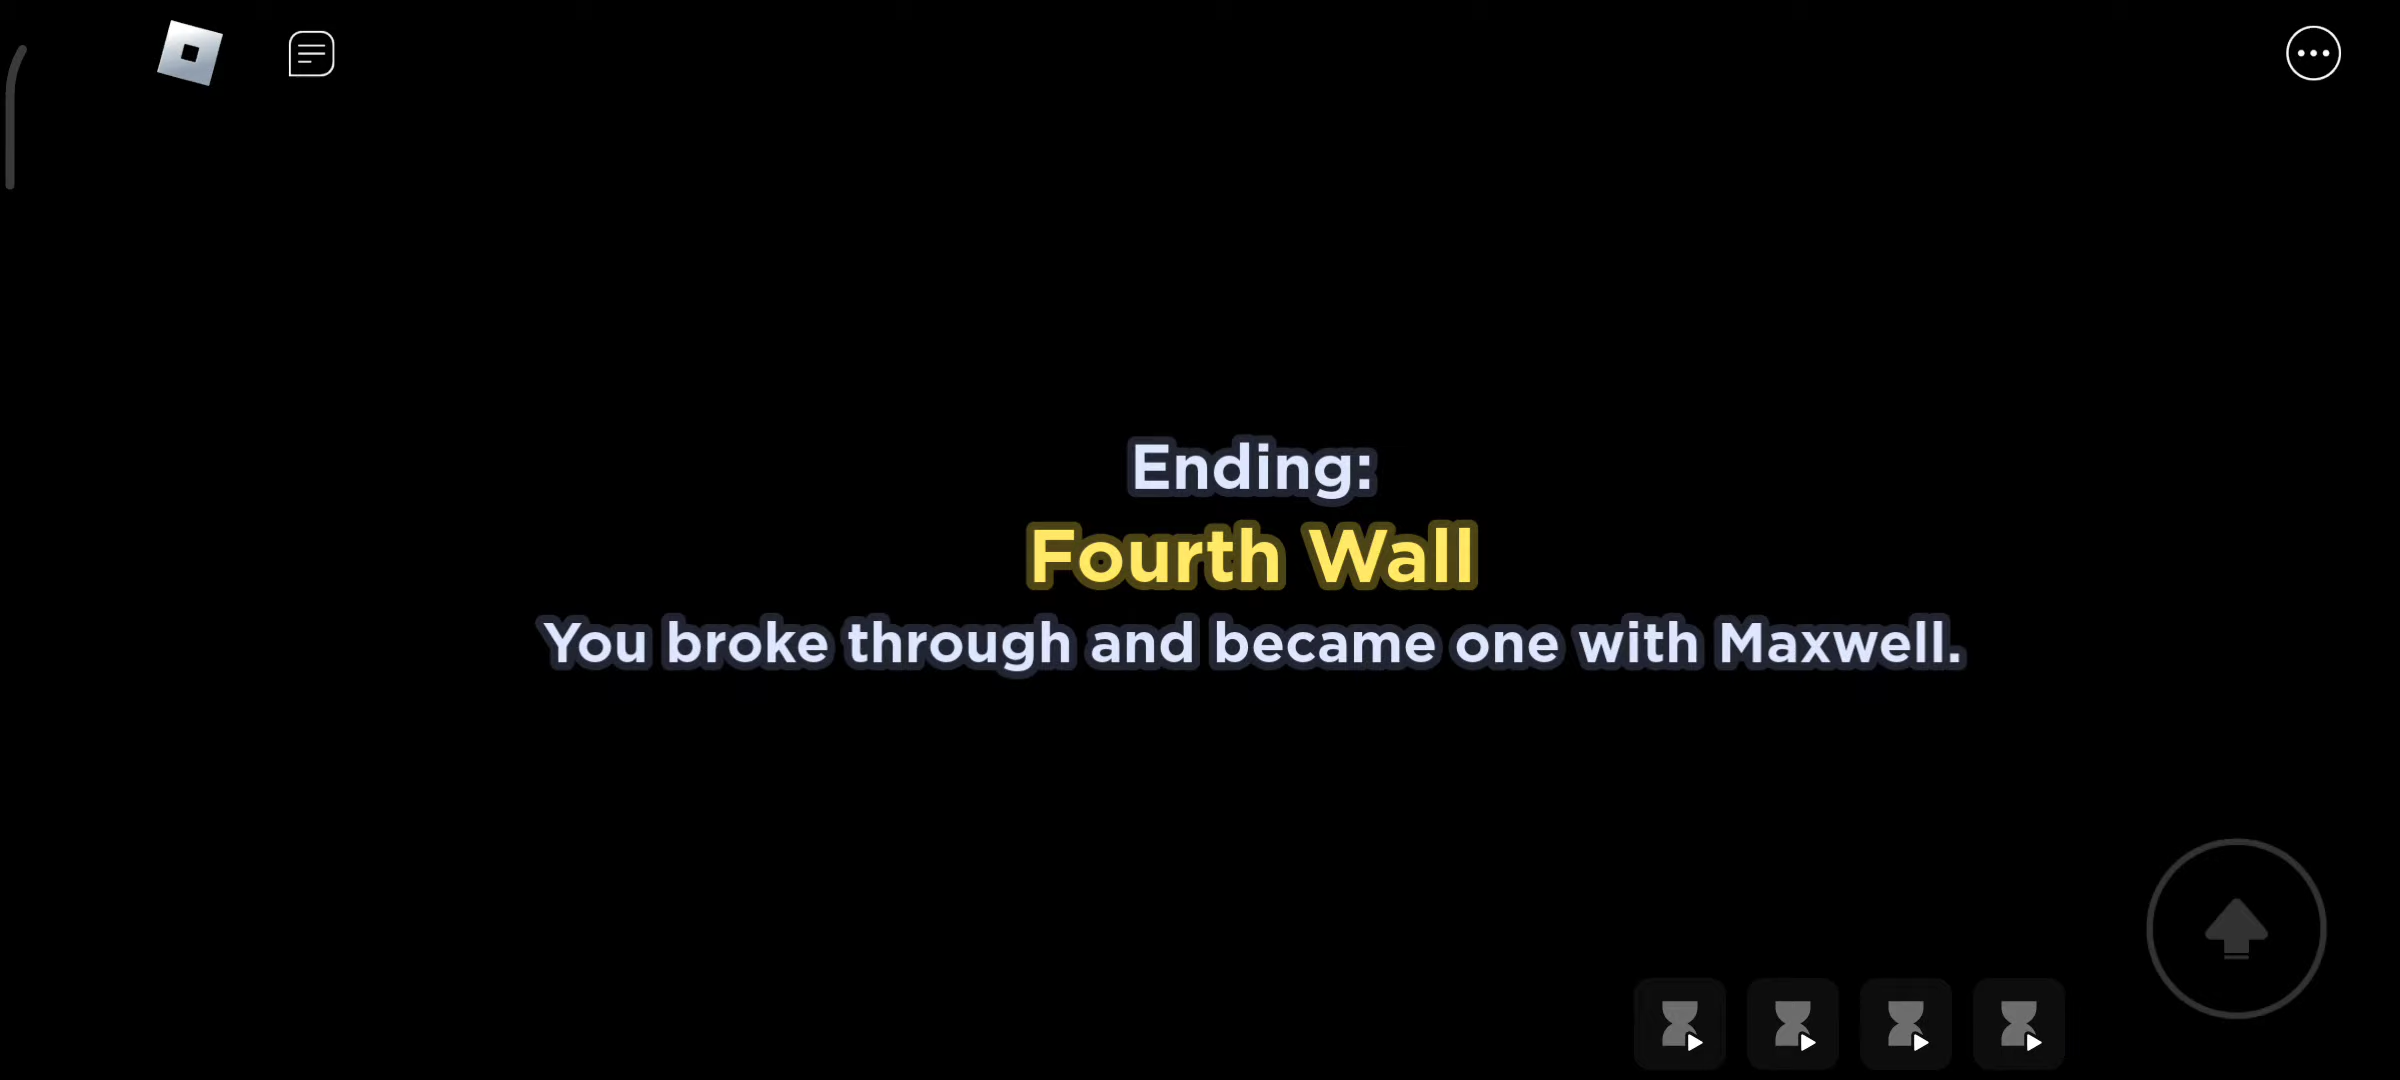 Ending:
Fourth Wall
You broke through and became one with Maxwell.